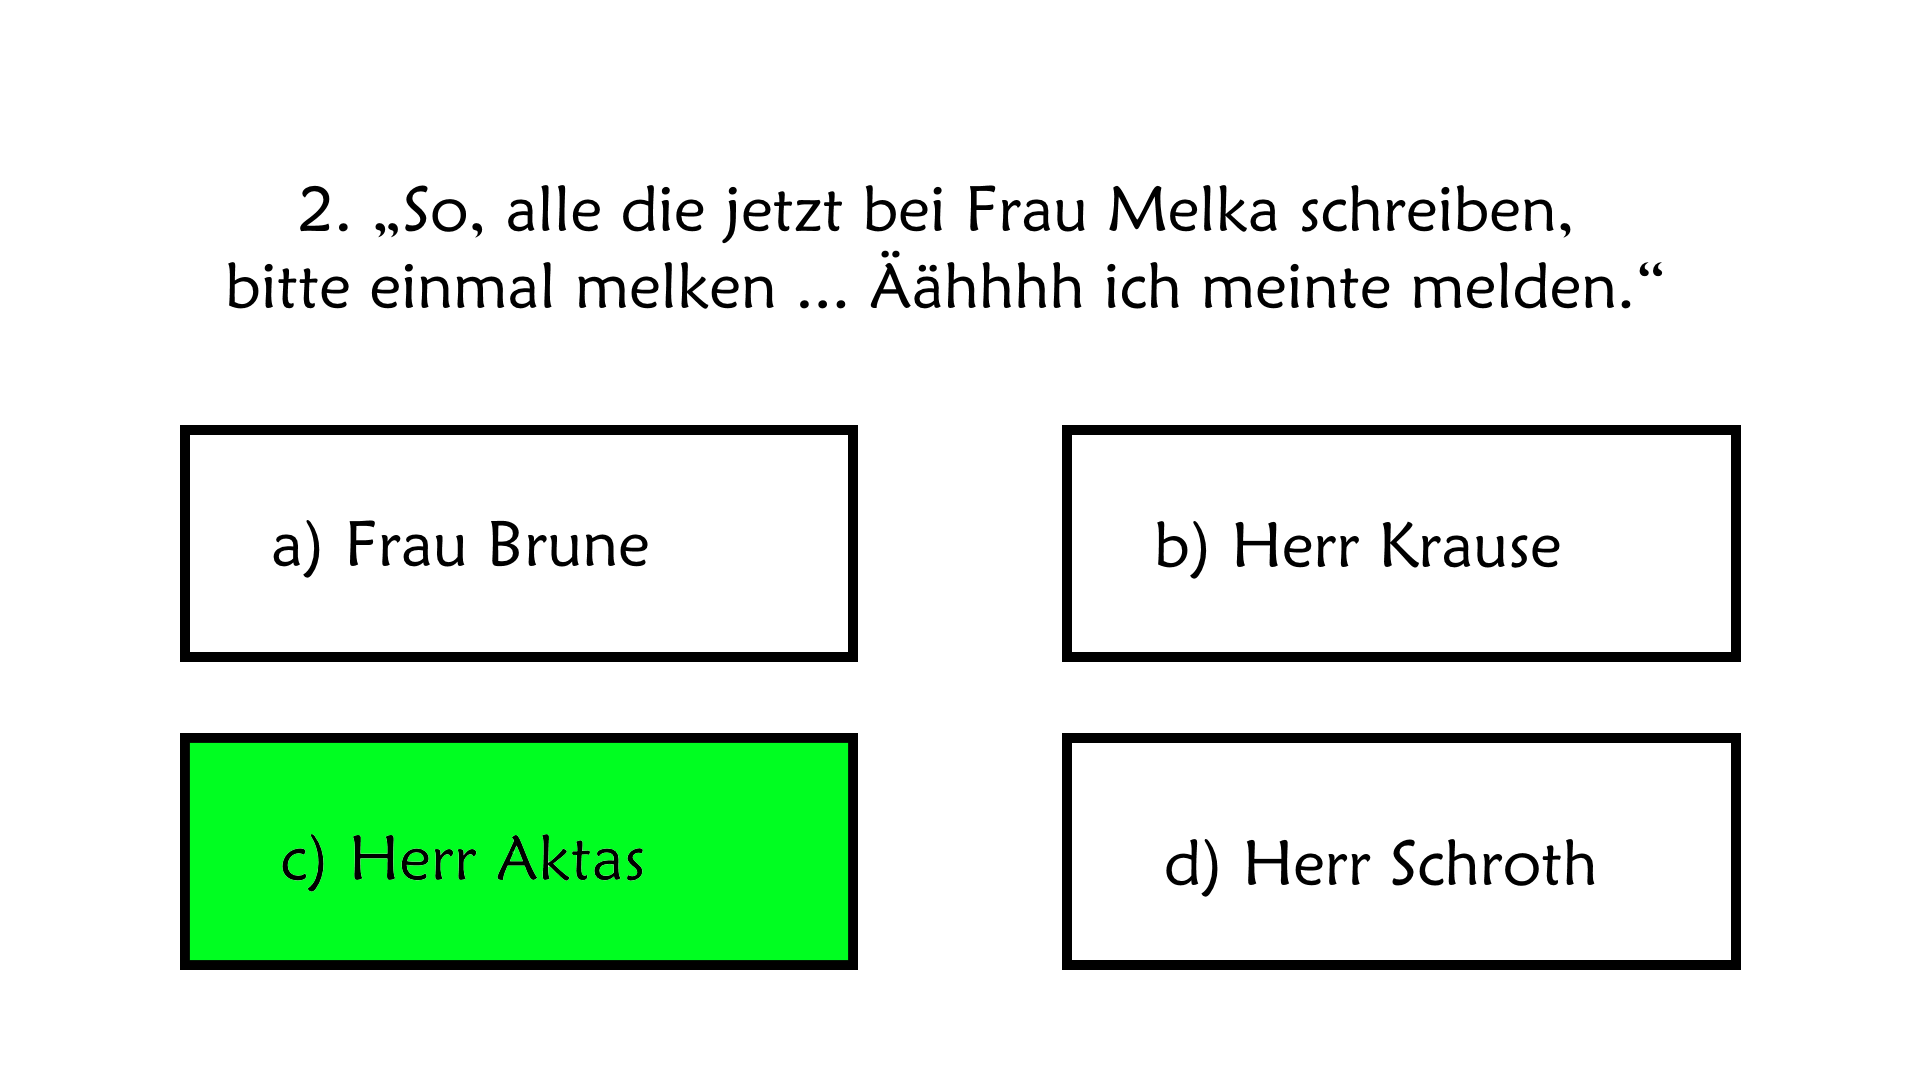 2. „So, alle die jetzt bei Frau Melka schreiben,
bitte einmal melken ... Äähhhh ich meinte melden.“
a) Frau Brune
b) Herr Krause
c) Herr Aktas
d) Herr Schroth